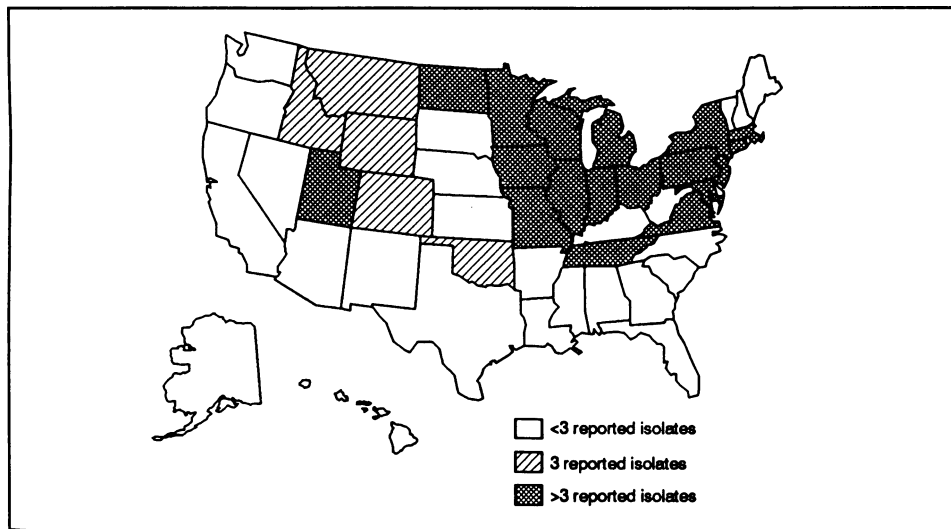 <3 reported isolates
3 reported isolates
>3 reported isolates